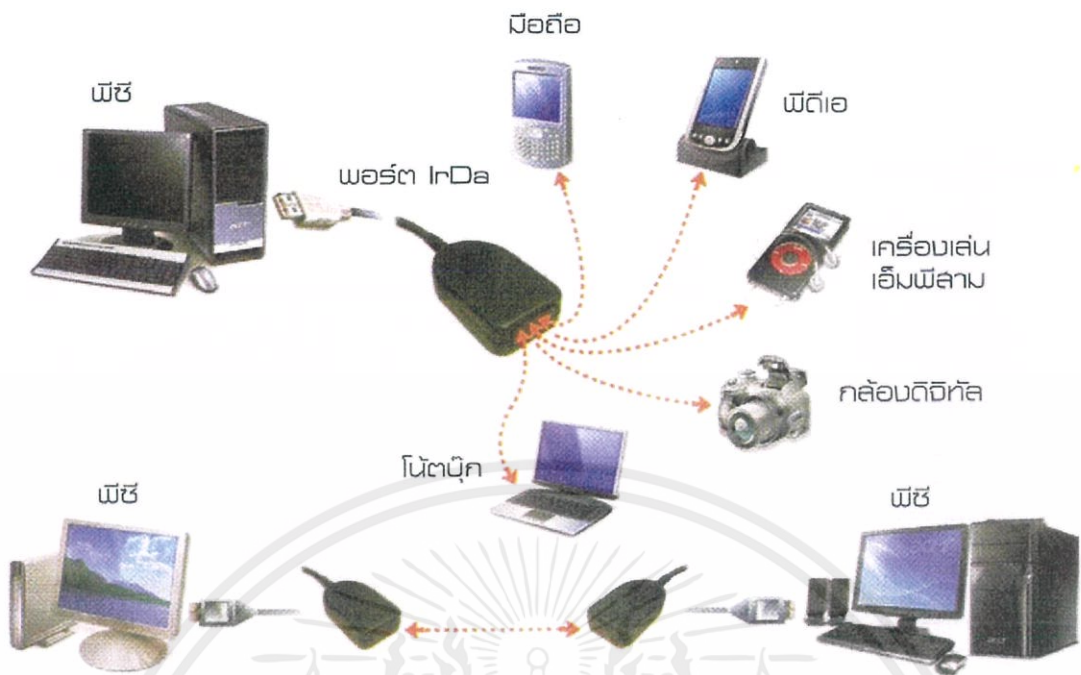 มือถือ
พีซี
พีดีเอ
พอร์ต IrDa
เครื่องเล่น
เอ็มพีสาม
กล้องดิจิทัล
โน้ตบุ๊ก
พีซี
พีซี